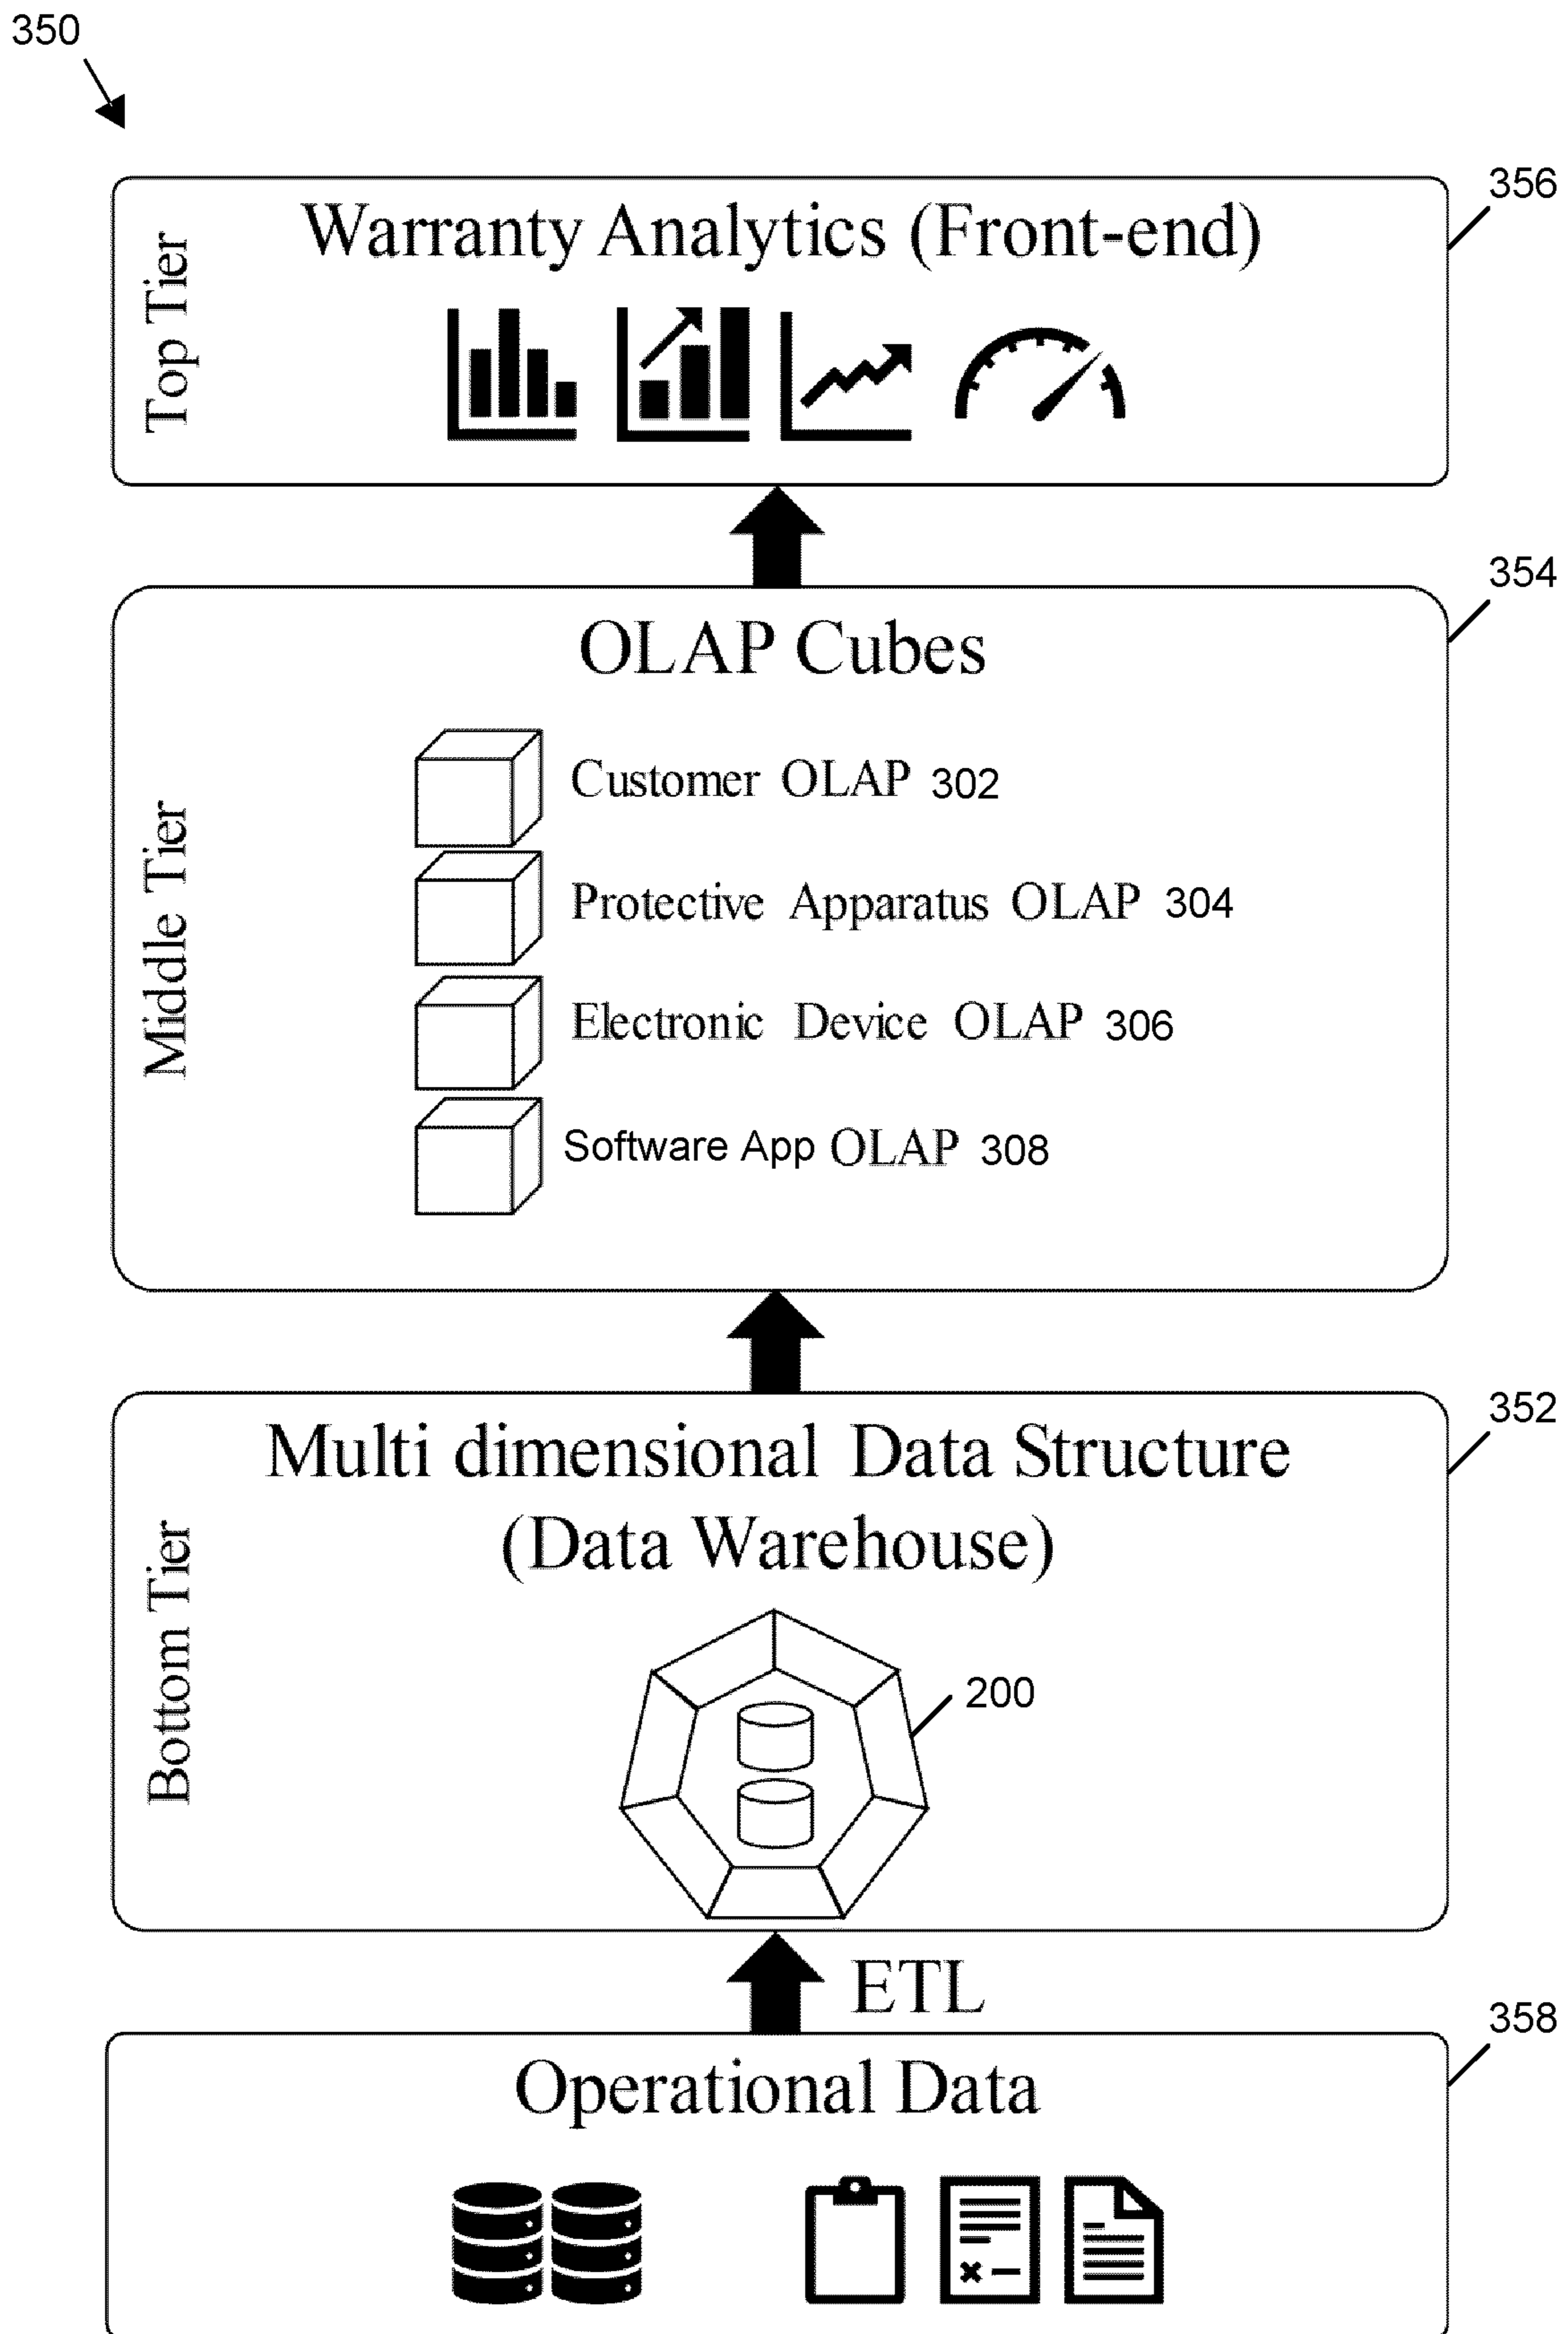 350
356
Warranty Analytics (Front-end)
Top Tier
354
OLAP Cubes
Customer OLAP 302
Protective Apparatus OLAP 304
Electronic Device OLAP 306
Software App OLAP 308
Middle Tier
352
Multi dimensional Data Structure
(Data Warehouse)
200
Bottom Tier
ETL
358
Operational Data